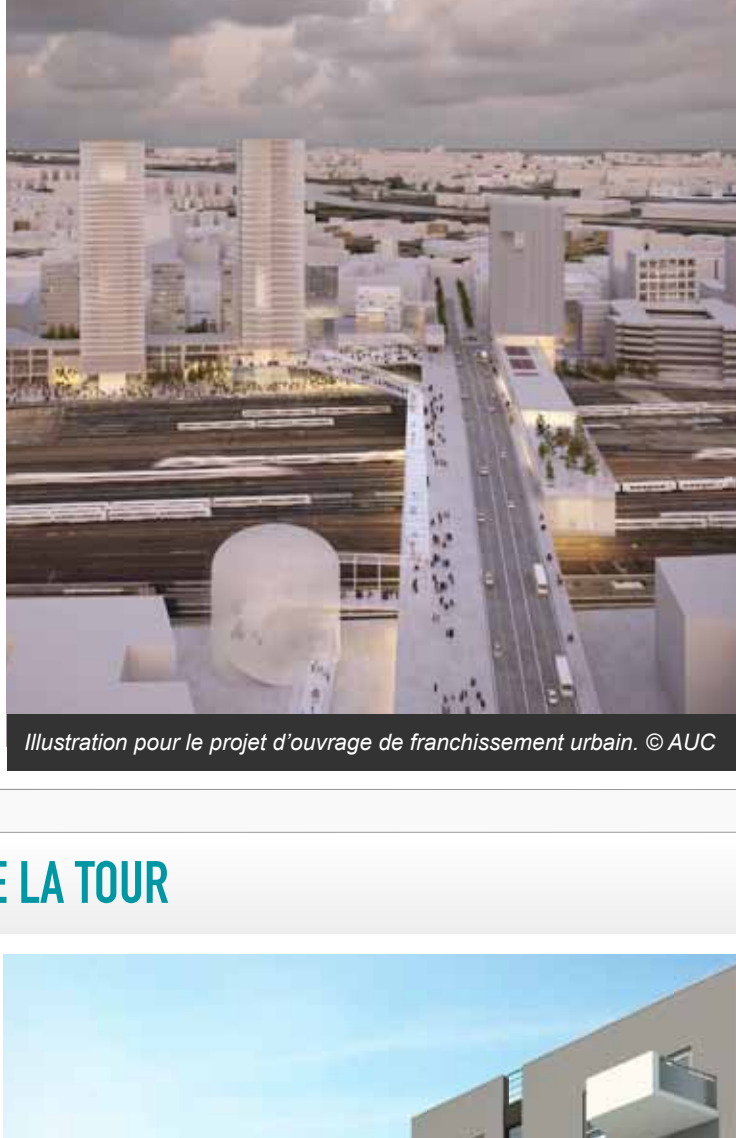 Illustration pour le projet d’ouvrage de franchissement urbain. © AUC
E LA TOUR